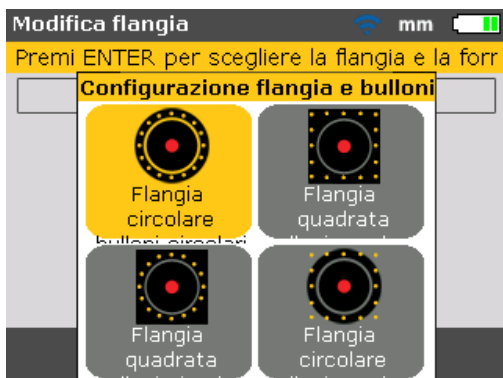 Modifica flangia mm
Premi ENTER per scegliere la flangia e la forr
Configurazione flangia e bulloni
Flangia
circolare
Flangia
quadrata
Flangia
quadrata
Flangia
circolare